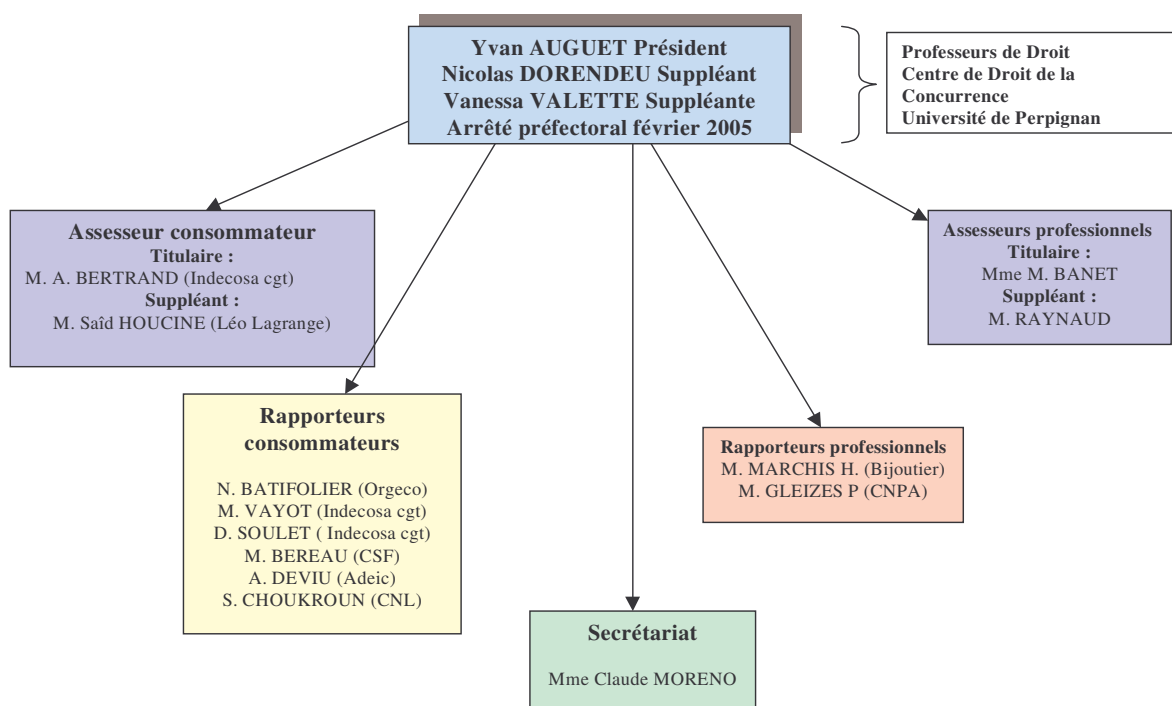 Yvan AUGUET Président
Nicolas DORENDEU Suppléant
Vanessa VALETTE Suppléante
Arrêté préfectoral février 2005
Professeurs de Droit
Centre de Droit de la
Concurrence
Université de Perpignan
Assesseur consommateur
Titulaire :
M. A. BERTRAND (Indecosa cgt)
Suppléant :
M. Saîd HOUCINE (Léo Lagrange)
Assesseurs professionnels
Titulaire :
Mme M. BANET
Suppléant :
M. RAYNAUD
Rapporteurs
consommateurs
N. BATIFOLIER (Orgeco)
M. VAYOT (Indecosa cgt)
D. SOULET ( Indecosa cgt)
M. BEREAU (CSF)
A. DEVIU (Adeic)
S. CHOUKROUN (CNL)
Rapporteurs professionnels
M. MARCHIS H. (Bijoutier)
M. GLEIZES P (CNPA)
Secrétariat
Mme Claude MORENO